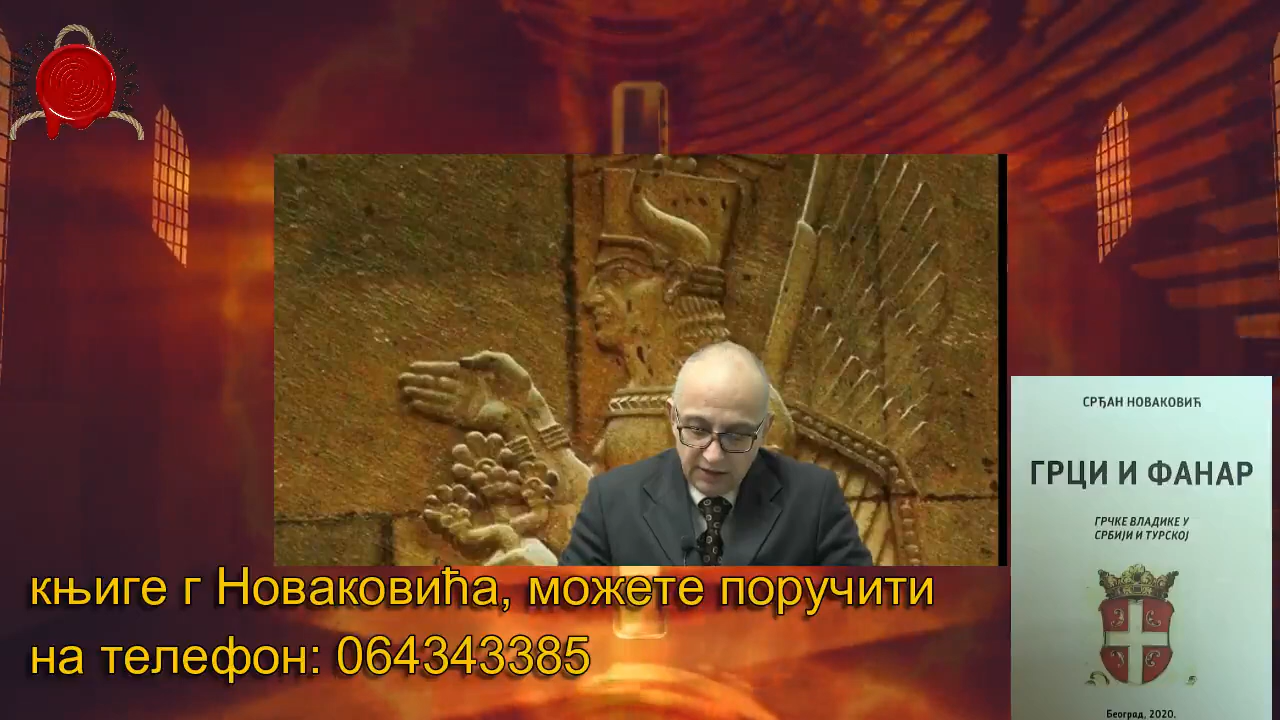 књиге г Новаковића, можете поручити
на телефон: 064343385
СРЂАН НОВАКОВИЋ
ГРЦИ И ФАНАР
ГРЧКЕ ВЛАДИКЕ У
СРБИЈИ И ТУРСКОЈ
Београд, 2020.